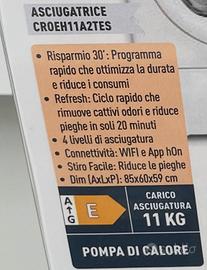 ASCIUGATRICE
CROEH11A2TES
• Risparmio 30': Programma
rapido che ottimizza la durata
e riduce i consumi
• Refresh: Ciclo rapido che
rimuove cattivi odori e riduce
pieghe in soli 20 minuti
• 4 livelli di asciugatura
• Connettività: WIFI e App hOn
• Stiro Facile: Riduce le pieghe
• Dim (AxLxP): 85x60x59 cm
A
G
E
CARICO
ASCIUGATURA
11 KG
POMPA DI CALORE